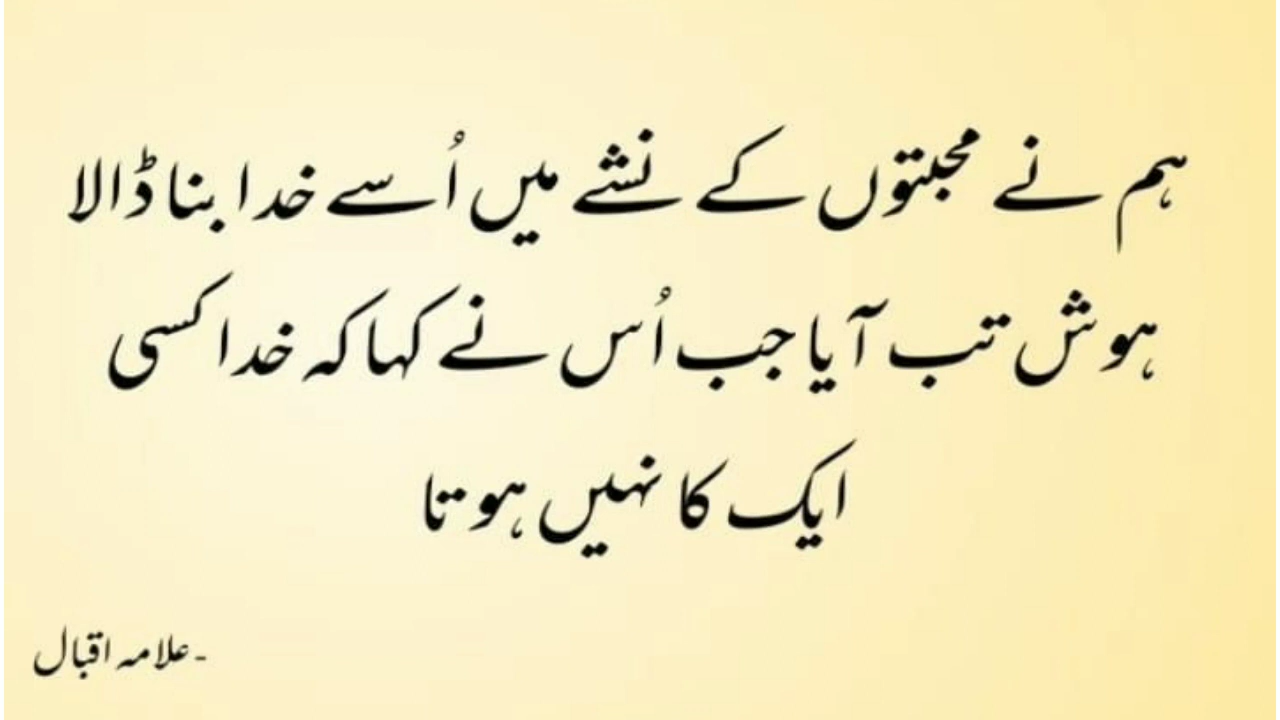 ہم نے محبتوں کے نشے میں اُسے خدا بنا ڈالا
ہوش تب آیا جب اُس نے کہا کہ خدا کسی
ایک کا نہیں ہوتا
-علامہ اقبال